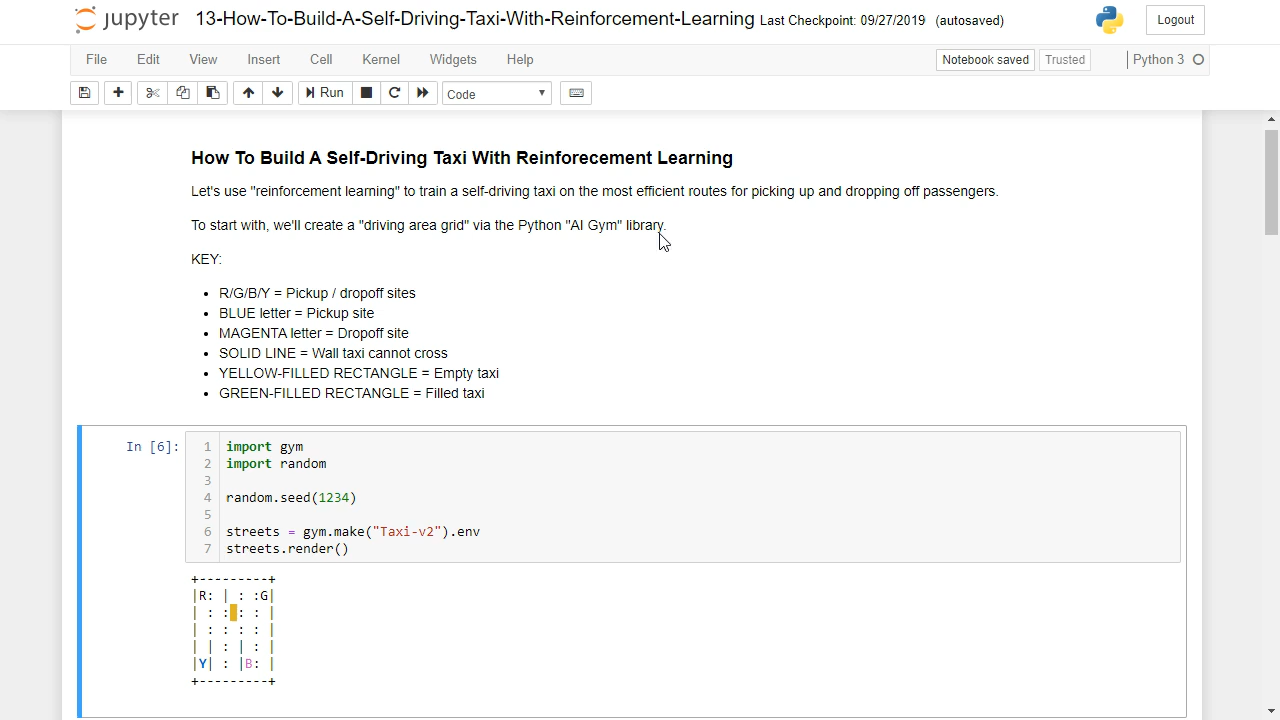 jupyter 13-How-To-Build-A-Self-Driving-Taxi-With-Reinforcement-Learning Last Checkpoint: 09/27/2019 (autosaved)
Logout
File Edit View Insert Cell Kernel Widgets Help
Notebook saved Trusted Python 3
Run Code
How To Build A Self-Driving Taxi With Reinforecement Learning
Let's use "reinforcement learning" to train a self-driving taxi on the most efficient routes for picking up and dropping off passengers.
To start with, we'll create a "driving area grid" via the Python "AI Gym" library.
KEY:
• R/G/B/Y = Pickup / dropoff sites
• BLUE letter = Pickup site
• MAGENTA letter = Dropoff site
• SOLID LINE = Wall taxi cannot cross
• YELLOW-FILLED RECTANGLE = Empty taxi
• GREEN-FILLED RECTANGLE = Filled taxi
In [6]:
1 import gym
2 import random
3
4 random.seed(1234)
5
6 streets = gym.make("Taxi-v2").env
7 streets.render()
+---------+
|R: | : :G|
| : : : : |
| : : : : |
| | : | : |
|Y| : |B: |
+---------+